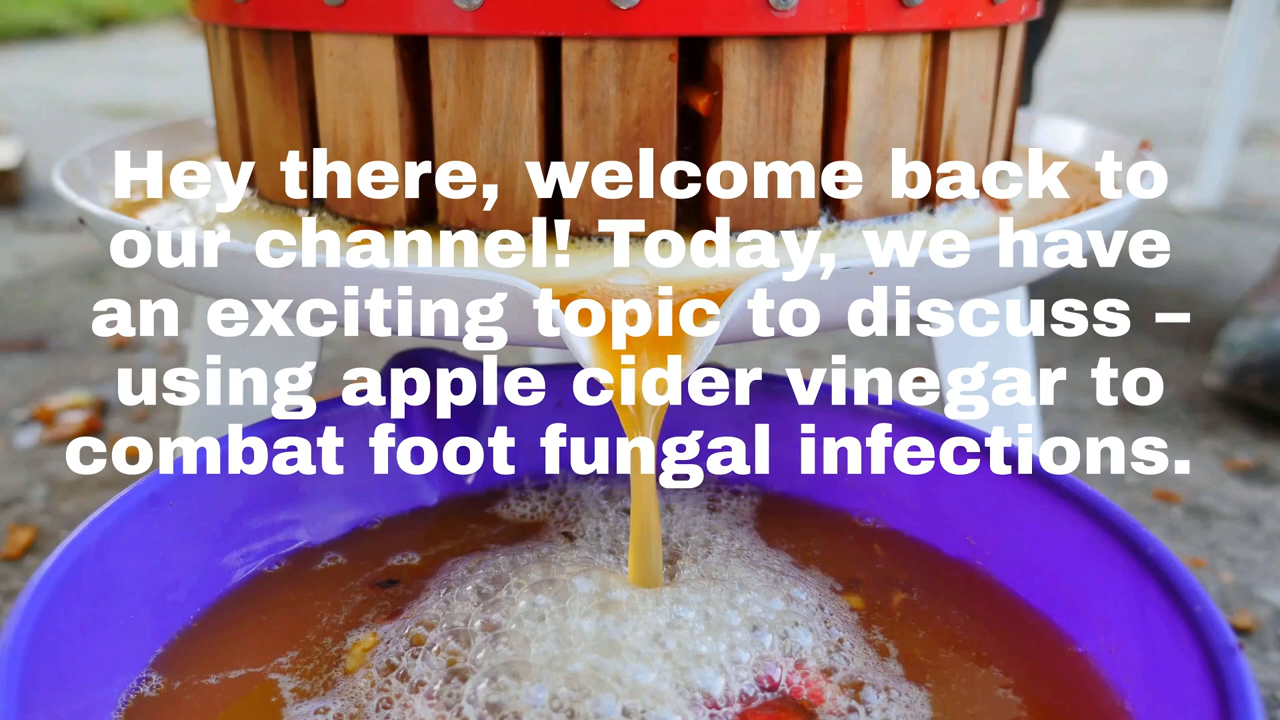 Hey there, welcome back to
our channel! Today, we have
an exciting topic to discuss –
using apple cider vinegar to
combat foot fungal infections.